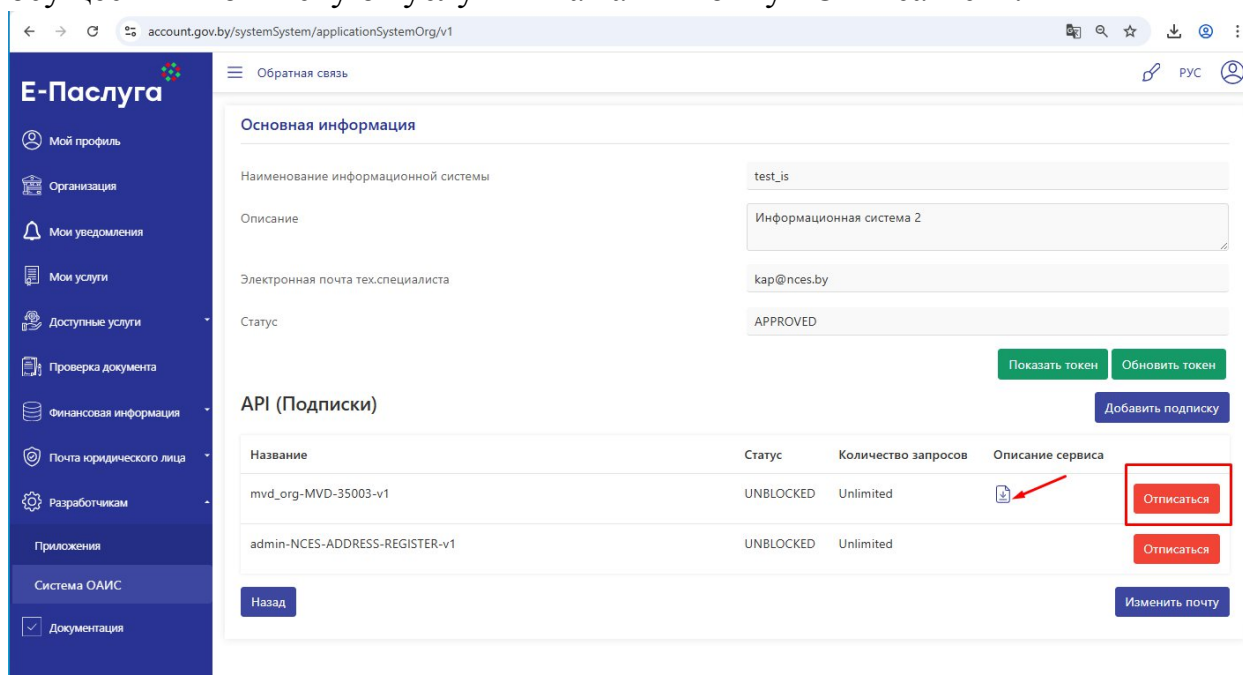 account.gov.by/systemSystem/applicationSystemOrg/v1
Е-Паслуга
Обратная связь
РУС
Мой профиль
Организация
Мои уведомления
Мои услуги
Доступные услуги
Проверка документа
Финансовая информация
Почта юридического лица
Разработчикам
Приложения
Система ОАИС
Документация
Основная информация
Наименование информационной системы test_is
Описание Информационная система 2
Электронная почта тех.специалиста kap@nces.by
Статус APPROVED
Показать токен Обновить токен
API (Подписки) Добавить подписку
Название Статус Количество запросов Описание сервиса
mvd_org-MVD-35003-v1 UNBLOCKED Unlimited Отписаться
admin-NCES-ADDRESS-REGISTER-v1 UNBLOCKED Unlimited Отписаться
Назад Изменить почту